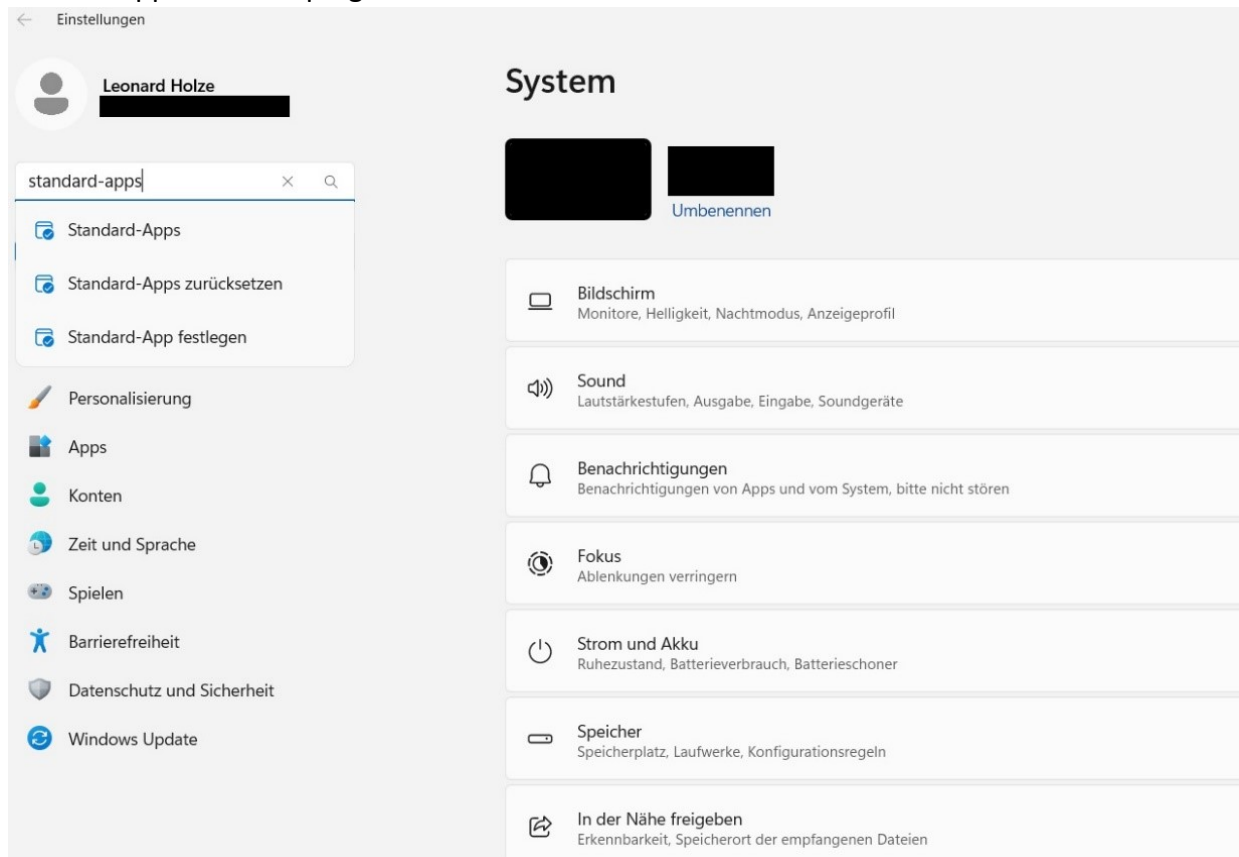 Einstellungen
Leonard Holze
standard-apps
Standard-Apps
Standard-Apps zurücksetzen
Standard-App festlegen
Personalisierung
Apps
Konten
Zeit und Sprache
Spielen
Barrierefreiheit
Datenschutz und Sicherheit
Windows Update
System
Umbenennen
Bildschirm
Monitore, Helligkeit, Nachtmodus, Anzeigeprofil
Sound
Lautstärkestufen, Ausgabe, Eingabe, Soundgeräte
Benachrichtigungen
Benachrichtigungen von Apps und vom System, bitte nicht stören
Fokus
Ablenkungen verringern
Strom und Akku
Ruhezustand, Batterieverbrauch, Batterieschoner
Speicher
Speicherplatz, Laufwerke, Konfigurationsregeln
In der Nähe freigeben
Erkennbarkeit, Speicherort der empfangenen Dateien